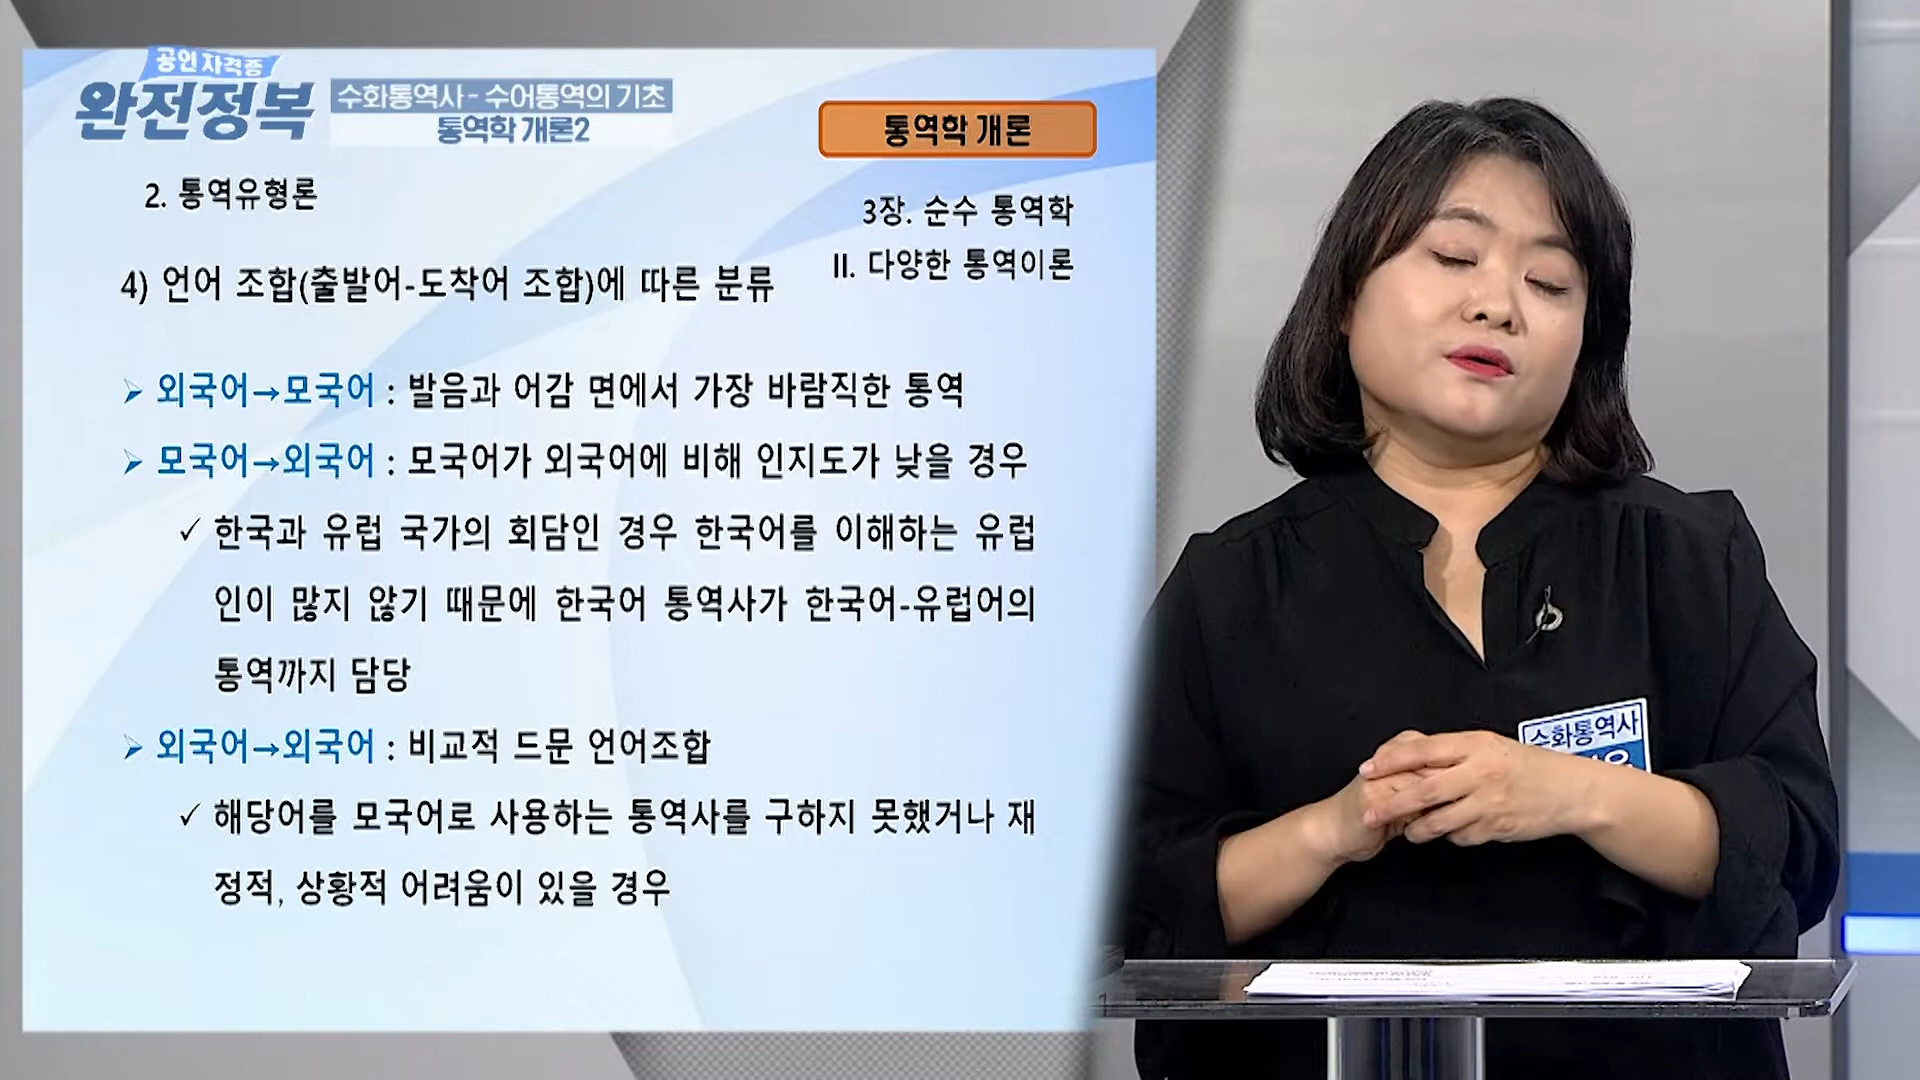 공인 자격증
완전정복
수화통역사 - 수어통역의 기초
통역학 개론2
통역학 개론
2. 통역유형론
3장. 순수 통역학
II. 다양한 통역이론
4) 언어 조합(출발어-도착어 조합)에 따른 분류
➢ 외국어→모국어 : 발음과 어감 면에서 가장 바람직한 통역
➢ 모국어→외국어 : 모국어가 외국어에 비해 인지도가 낮을 경우
✓ 한국과 유럽 국가의 회담인 경우 한국어를 이해하는 유럽
인이 많지 않기 때문에 한국어 통역사가 한국어-유럽어의
통역까지 담당
➢ 외국어→외국어 : 비교적 드문 언어조합
✓ 해당어를 모국어로 사용하는 통역사를 구하지 못했거나 재
정적, 상황적 어려움이 있을 경우
수화통역사